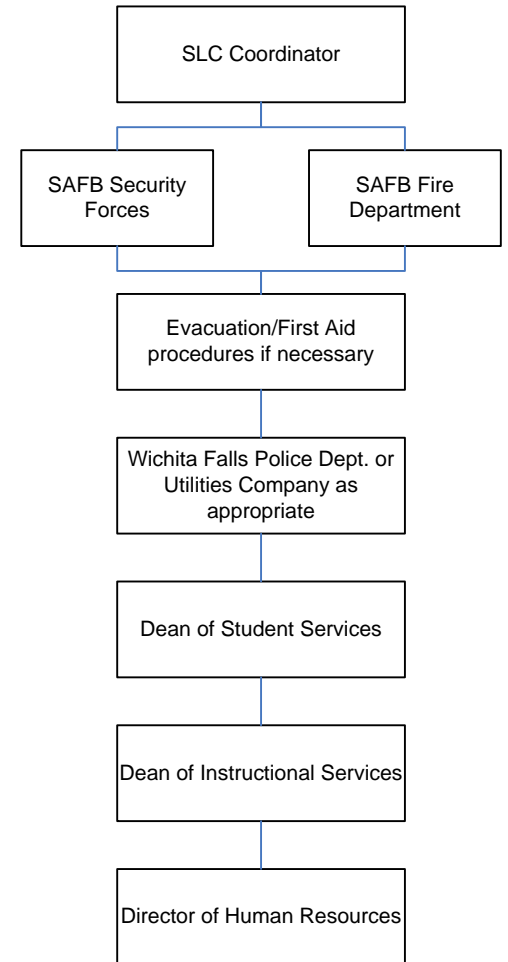 SLC Coordinator
SAFB Security
Forces
SAFB Fire
Department
Evacuation/First Aid
procedures if necessary
Wichita Falls Police Dept. or
Utilities Company as
appropriate
Dean of Student Services
Dean of Instructional Services
Director of Human Resources